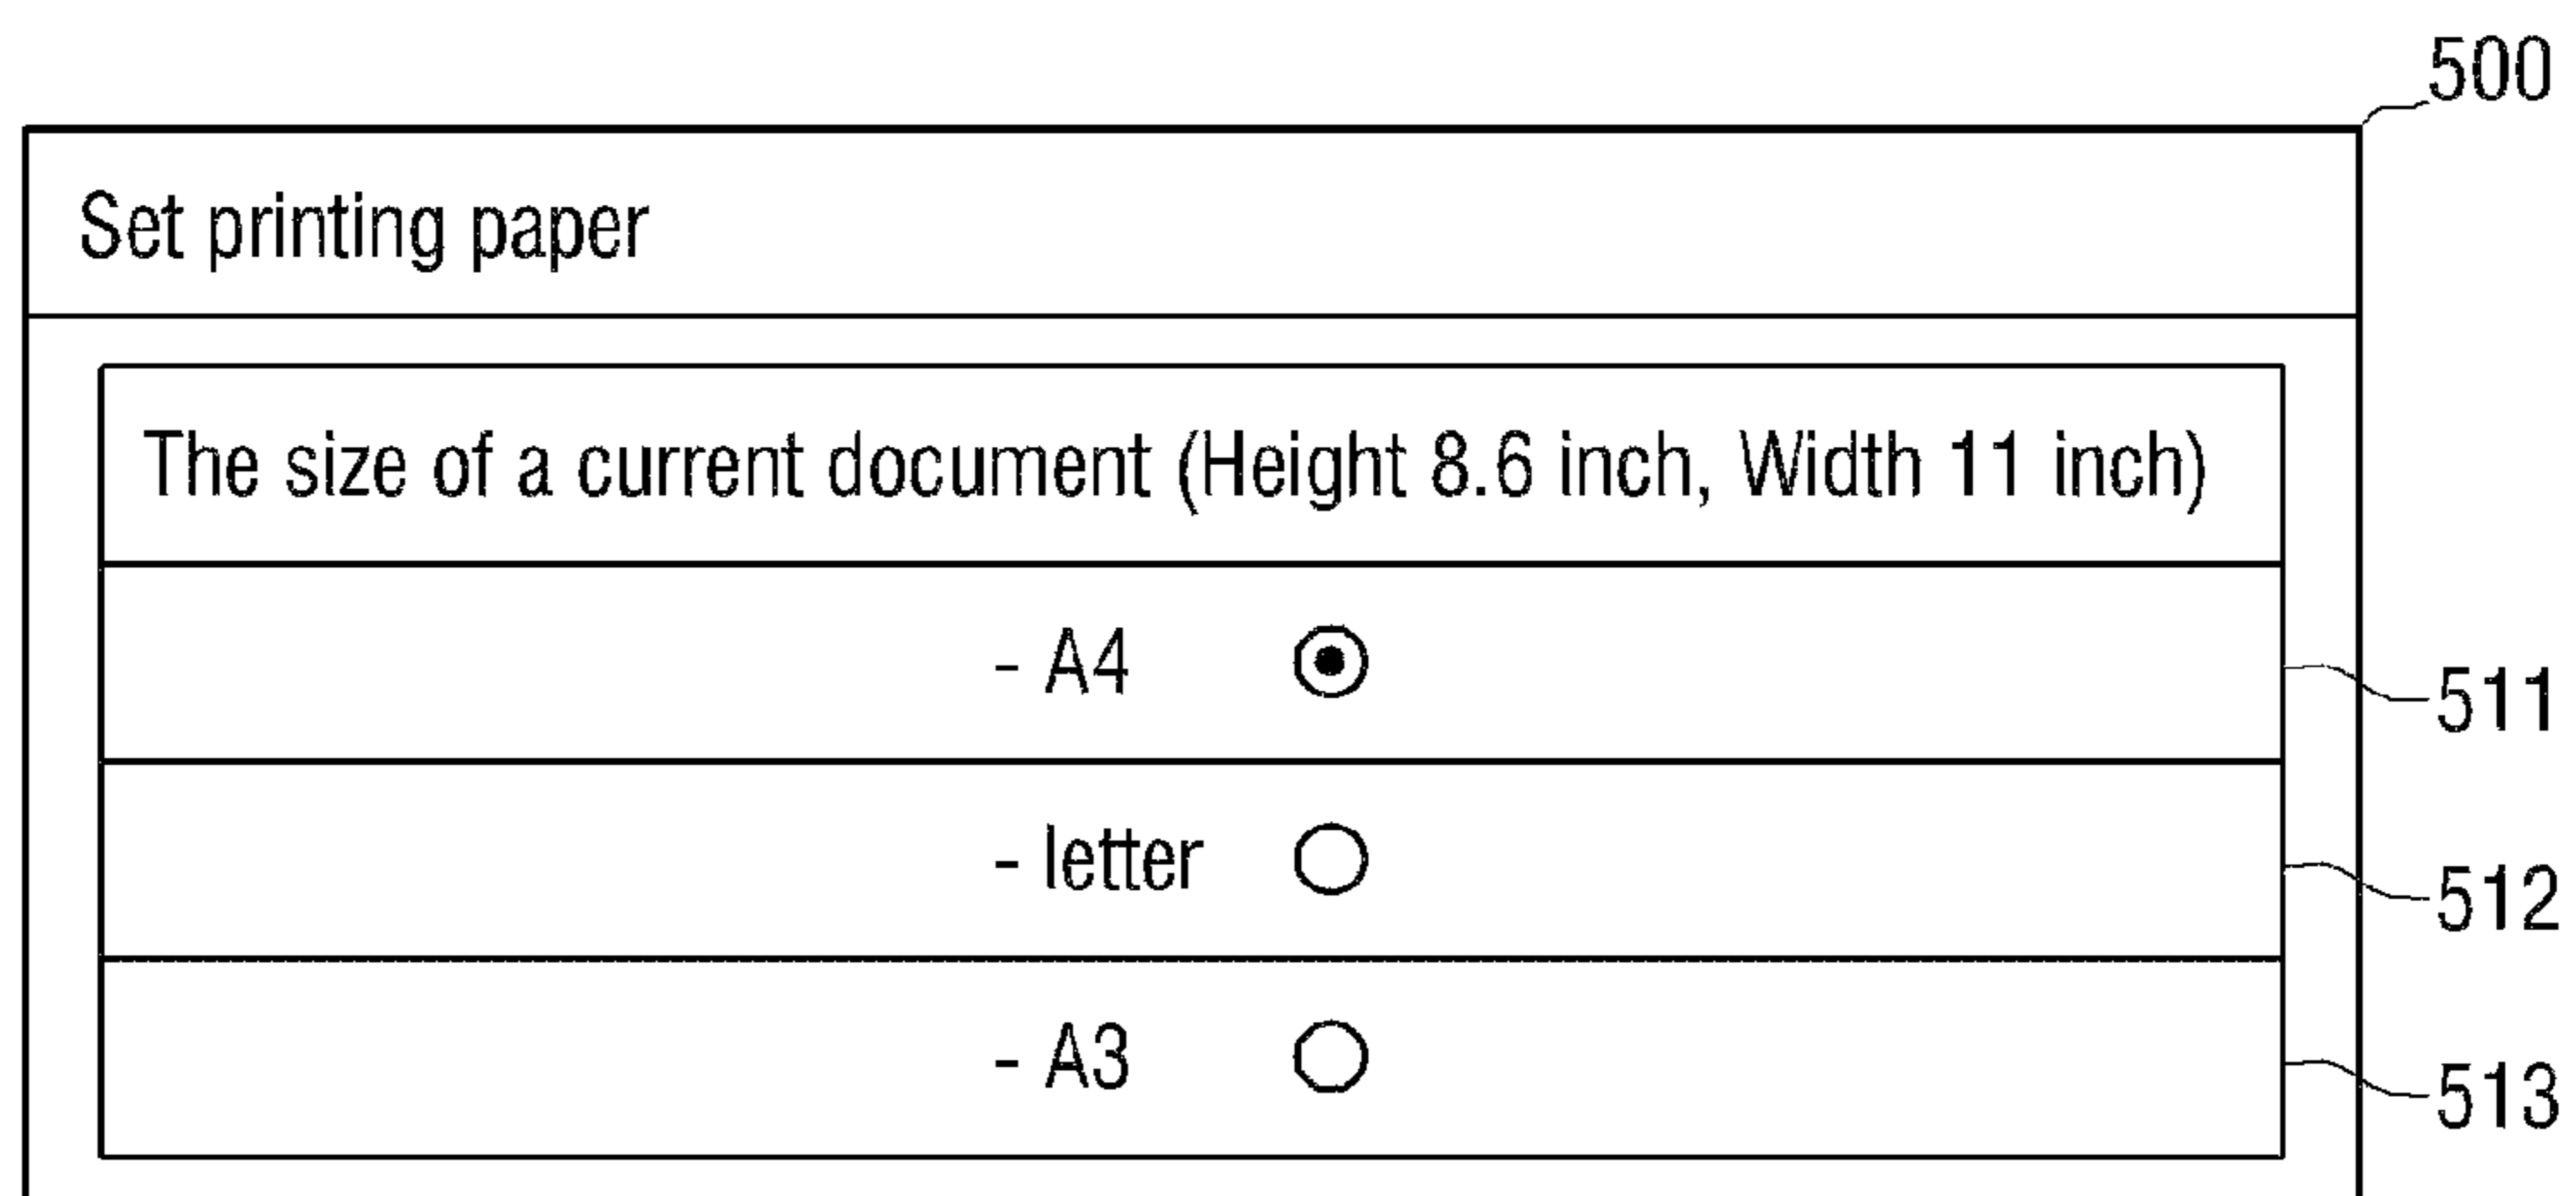 500
Set printing paper
The size of a current document (Height 8.6 inch, Width 11 inch)
- A4
511
- letter
512
- A3
513